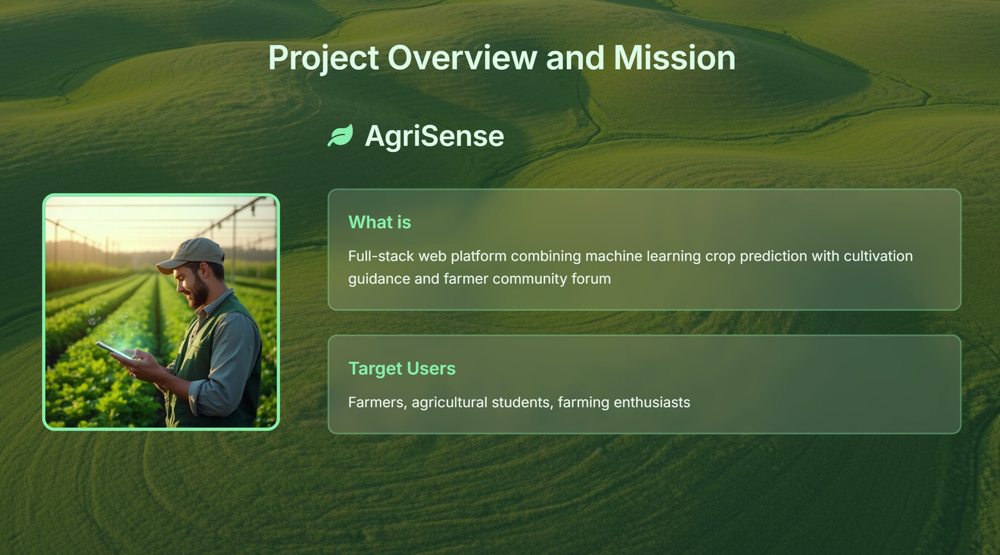 Project Overview and Mission
AgriSense
What is
Full-stack web platform combining machine learning crop prediction with cultivation
guidance and farmer community forum
Target Users
Farmers, agricultural students, farming enthusiasts